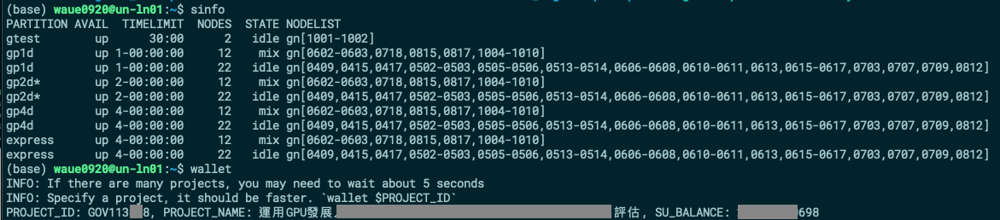 (base) waue0920@un-ln01:~$ sinfo
PARTITION AVAIL TIMELIMIT NODES STATE NODELIST
gtest up 30:00 2 idle gn[1001-1002]
gp1d up 1-00:00:00 12 mix gn[0602-0603,0718,0815,0817,1004-1010]
gp1d up 1-00:00:00 22 idle gn[0409,0415,0417,0502-0503,0505-0506,0513-0514,0606-0608,0610-0611,0613,0615-0617,0703,0707,0709,0812]
gp2d* up 2-00:00:00 12 mix gn[0602-0603,0718,0815,0817,1004-1010]
gp2d* up 2-00:00:00 22 idle gn[0409,0415,0417,0502-0503,0505-0506,0513-0514,0606-0608,0610-0611,0613,0615-0617,0703,0707,0709,0812]
gp4d up 4-00:00:00 12 mix gn[0602-0603,0718,0815,0817,1004-1010]
gp4d up 4-00:00:00 22 idle gn[0409,0415,0417,0502-0503,0505-0506,0513-0514,0606-0608,0610-0611,0613,0615-0617,0703,0707,0709,0812]
express up 4-00:00:00 12 mix gn[0602-0603,0718,0815,0817,1004-1010]
express up 4-00:00:00 22 idle gn[0409,0415,0417,0502-0503,0505-0506,0513-0514,0606-0608,0610-0611,0613,0615-0617,0703,0707,0709,0812]
(base) waue0920@un-ln01:~$ wallet
INFO: If there are many projects, you may need to wait about 5 seconds
INFO: Specify a project, it should be faster. `wallet $PROJECT_ID`
PROJECT_ID: GOV113 8, PROJECT_NAME: 運用GPU發展 評估, SU_BALANCE: 698